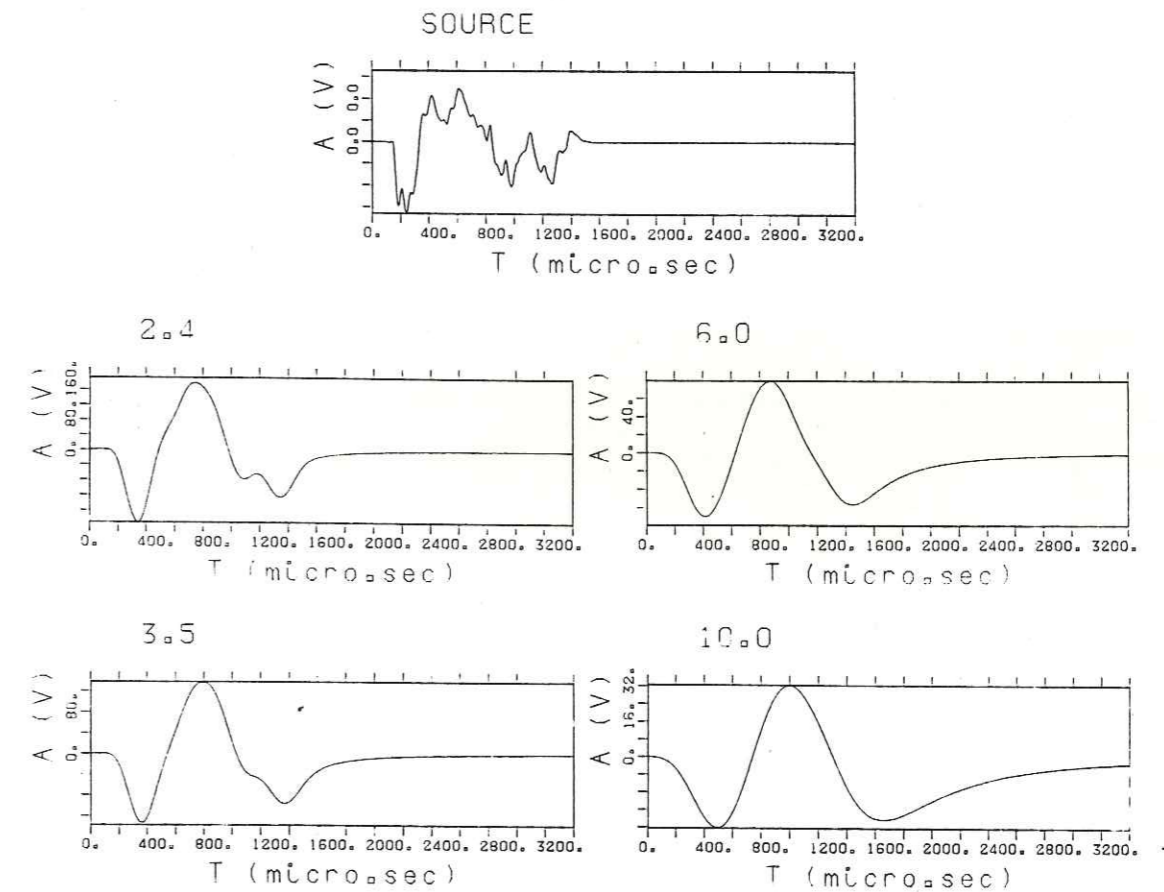 SOURCE
A (V)
0.0
0.0
0. 400. 800. 1200. 1600. 2000. 2400. 2800. 3200.
T (micro.sec)
2.4
A (V)
0. 80. 160.
0. 400. 800. 1200. 1600. 2000. 2400. 2800. 3200.
T (micro.sec)
6.0
A (V)
0. 40.
0. 400. 800. 1200. 1600. 2000. 2400. 2800. 3200.
T (micro.sec)
3.5
A (V)
0. 80.
0. 400. 800. 1200. 1600. 2000. 2400. 2800. 3200.
T (micro.sec)
10.0
A (V)
0. 16. 32.
0. 400. 800. 1200. 1600. 2000. 2400. 2800. 3200.
T (micro.sec)